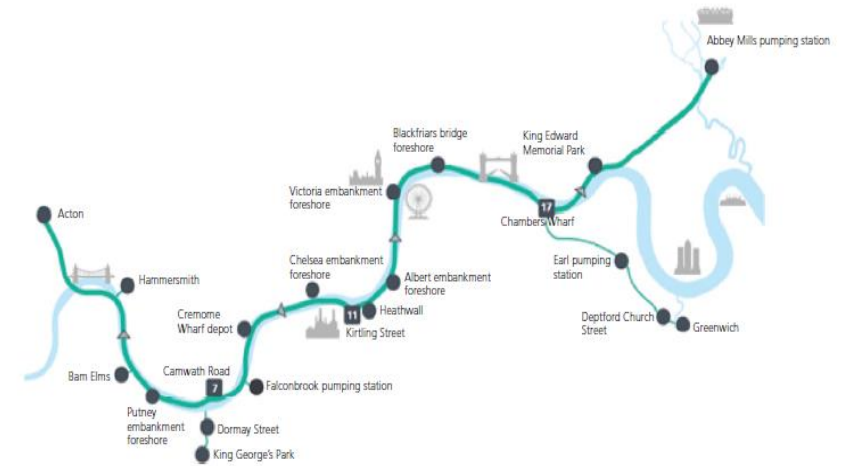 Abbey Mills pumping station
Blackfriars bridge
foreshore
King Edward
Memorial Park
Victoria embankment
foreshore
Acton
17
Chambers Wharf
Chelsea embankment
foreshore
Earl pumping
station
Albert embankment
foreshore
Hammersmith
Cremome
Wharf depot
11
Heathwall
Kirtling Street
Deptford Church
Street
Greenwich
Bam Elms
Camwath Road
7
Falconbrook pumping station
Putney
embankment
foreshore
Dormay Street
King George's Park